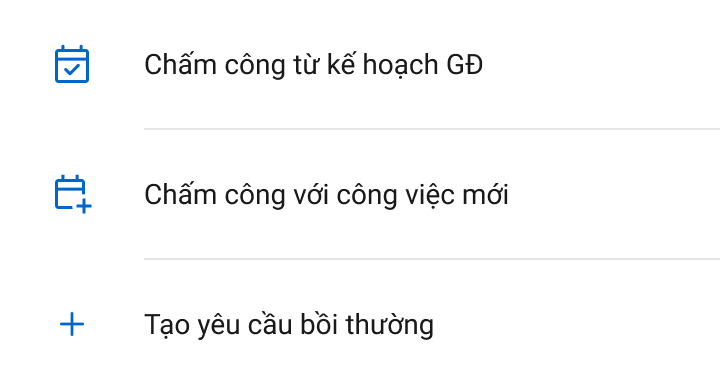 Chấm công từ kế hoạch GĐ
Chấm công với công việc mới
Tạo yêu cầu bồi thường